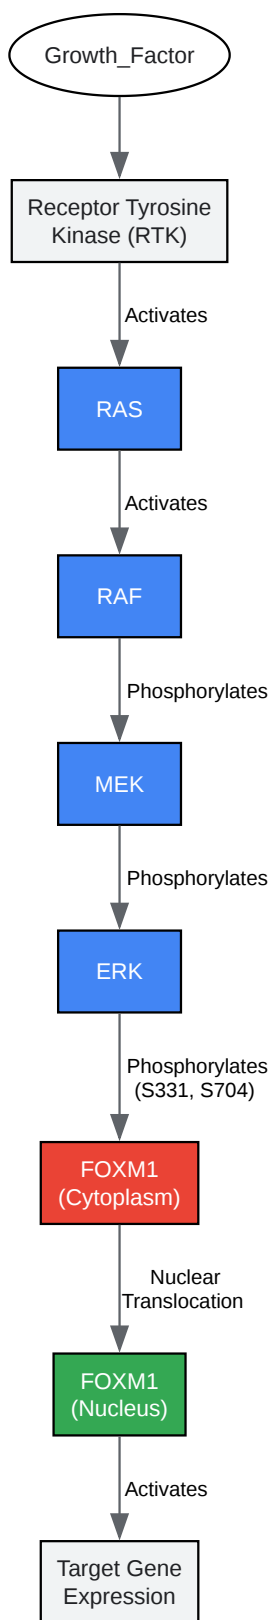 Growth_Factor
Receptor Tyrosine
Kinase (RTK)
Activates
RAS
Activates
RAF
Phosphorylates
MEK
Phosphorylates
ERK
Phosphorylates
(S331, S704)
FOXM1
(Cytoplasm)
Nuclear
Translocation
FOXM1
(Nucleus)
Activates
Target Gene
Expression